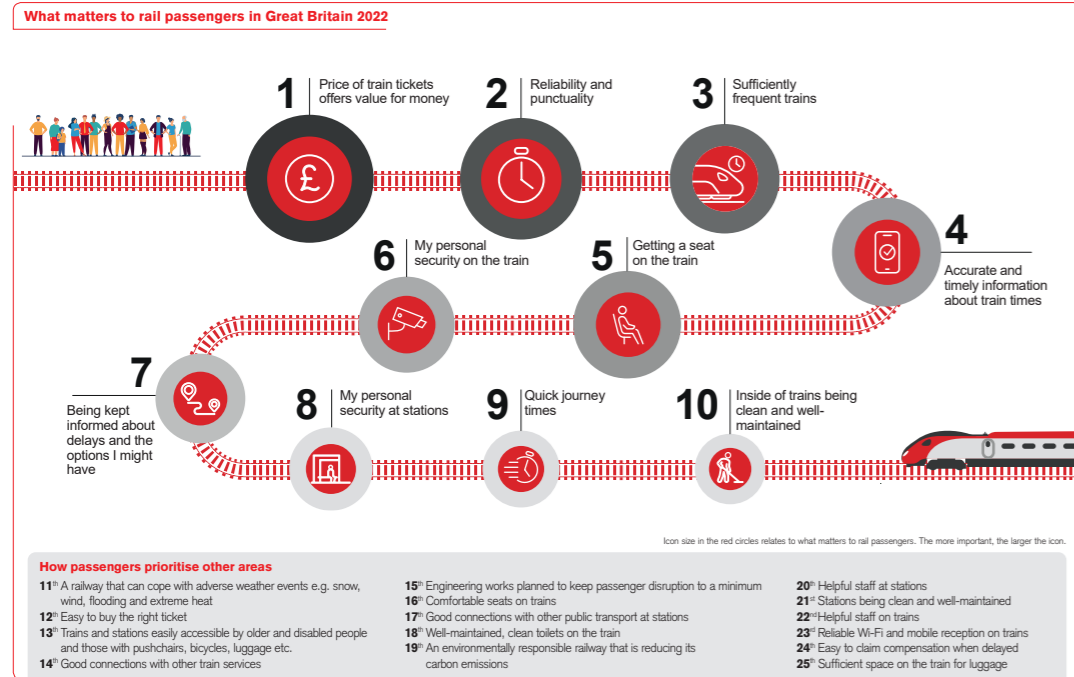 What matters to rail passengers in Great Britain 2022
1
Price of train tickets
offers value for money
2
Reliability and
punctuality
3
Sufficiently
frequent trains
£
4
Accurate and
timely information
about train times
5
Getting a seat
on the train
6
My personal
security on the train
7
Being kept
informed about
delays and the
options I might
have
8
My personal
security at stations
9
Quick journey
times
10
Inside of trains being
clean and well-
maintained
Icon size in the red circles relates to what matters to rail passengers. The more important, the larger the icon.
How passengers prioritise other areas
11th A railway that can cope with adverse weather events e.g. snow,
wind, flooding and extreme heat
12th Easy to buy the right ticket
13th Trains and stations easily accessible by older and disabled people
and those with pushchairs, bicycles, luggage etc.
14th Good connections with other train services
15th Engineering works planned to keep passenger disruption to a minimum
16th Comfortable seats on trains
17th Good connections with other public transport at stations
18th Well-maintained, clean toilets on the train
19th An environmentally responsible railway that is reducing its
carbon emissions
20th Helpful staff at stations
21st Stations being clean and well-maintained
22nd Helpful staff on trains
23rd Reliable Wi-Fi and mobile reception on trains
24th Easy to claim compensation when delayed
25th Sufficient space on the train for luggage